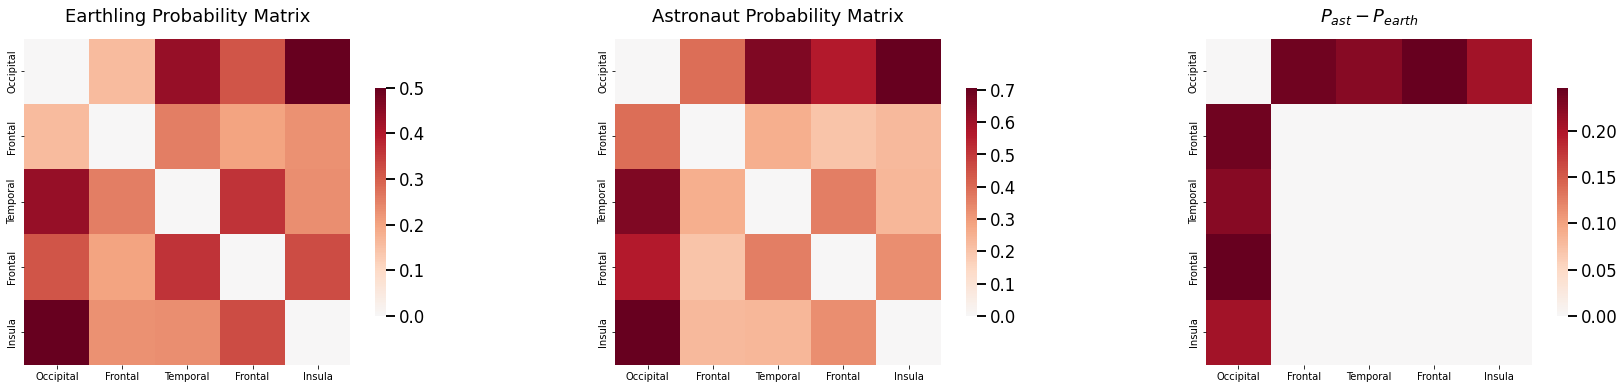 Earthling Probability Matrix
Occipital
Frontal
Temporal
Frontal
Insula
Occipital Frontal Temporal Frontal Insula
0.5
0.4
0.3
0.2
0.1
0.0
Astronaut Probability Matrix
Occipital
Frontal
Temporal
Frontal
Insula
Occipital Frontal Temporal Frontal Insula
0.7
0.6
0.5
0.4
0.3
0.2
0.1
0.0
P_ast − P_earth
Occipital
Frontal
Temporal
Frontal
Insula
Occipital Frontal Temporal Frontal Insula
0.20
0.15
0.10
0.05
0.00